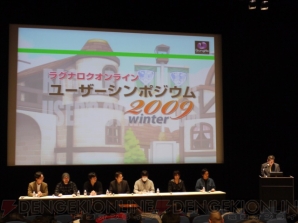 ラグナロクオンライン
ユーザーシンポジウム
2009
winter
©DENGEKIONLINE